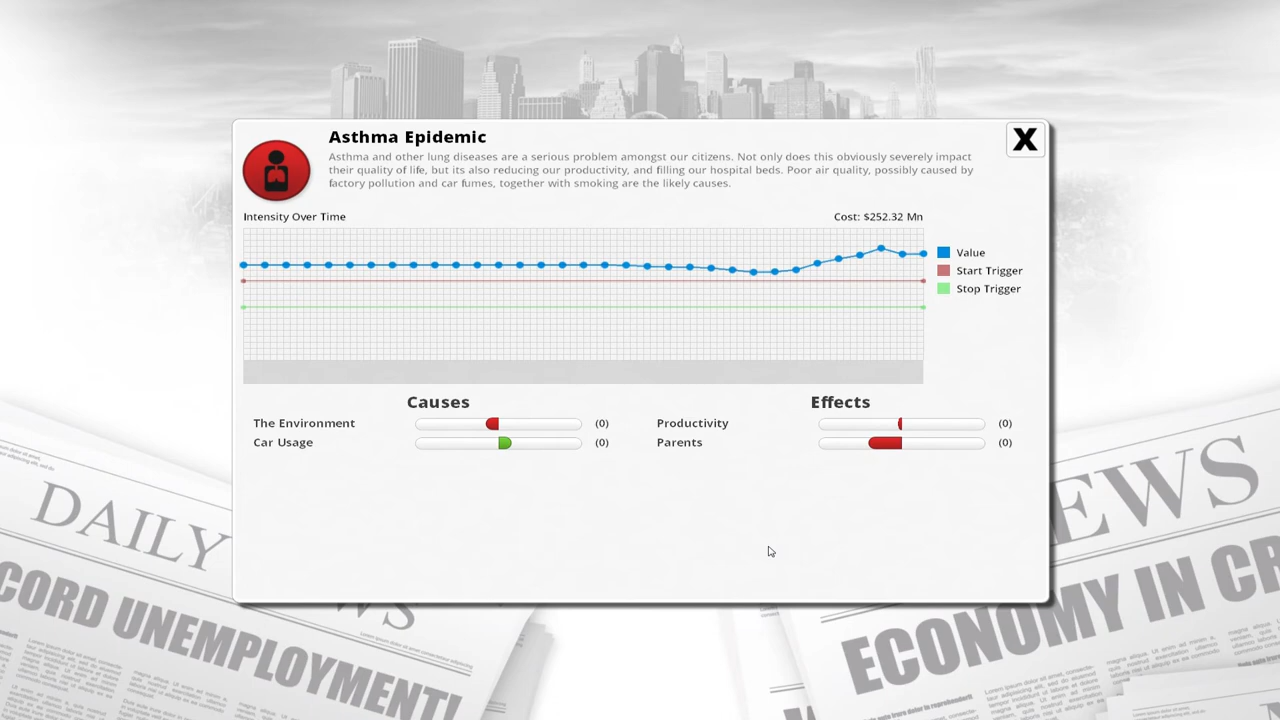 Asthma Epidemic
X
Asthma and other lung diseases are a serious problem amongst our citizens. Not only does this obviously severely impact
their quality of life, but its also reducing our productivity, and filling our hospital beds. Poor air quality, possibly caused by
factory pollution and car fumes, together with smoking are the likely causes.
Intensity Over Time
Cost: $252.32 Mn
Value
Start Trigger
Stop Trigger
Causes
Effects
The Environment (0)
Productivity (0)
Car Usage (0)
Parents (0)
DAILY
EWS
WS
CORD UNEMPLOYMENT!
ECONOMY IN CR